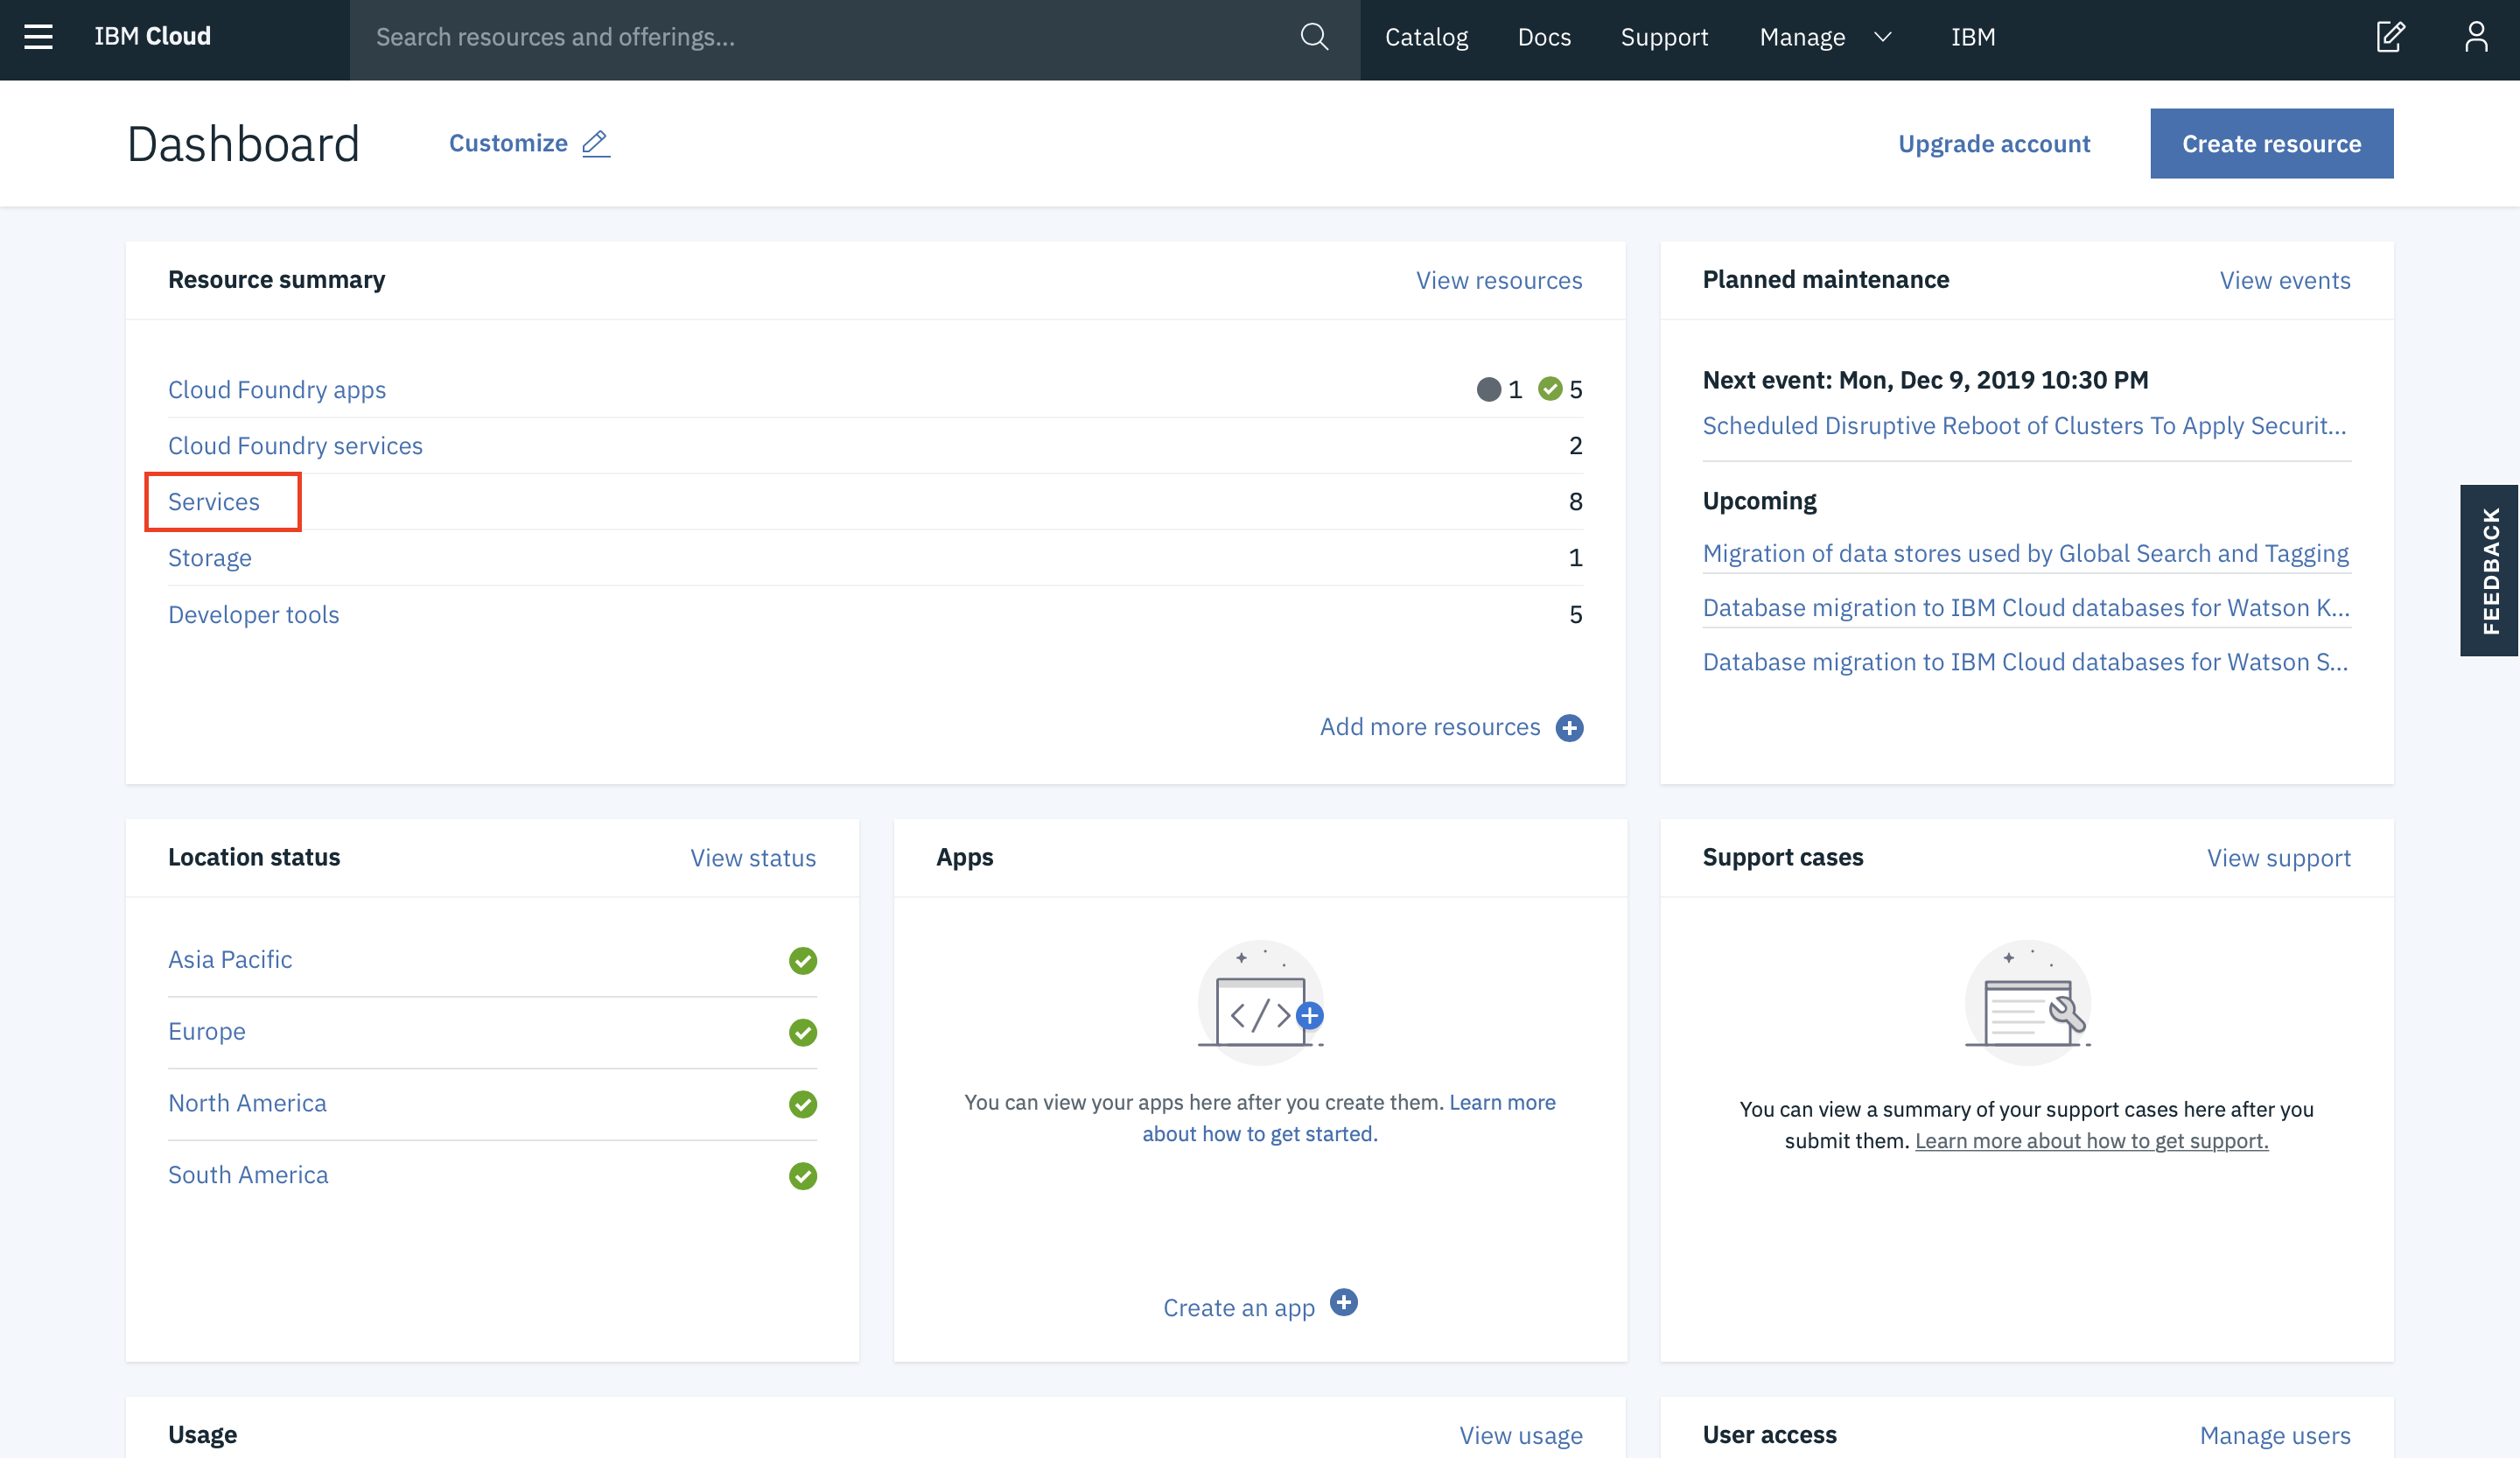 IBM Cloud
Search resources and offerings...
Catalog
Docs
Support
Manage
IBM
Dashboard
Customize
Upgrade account
Create resource
Resource summary
View resources
Cloud Foundry apps
1 5
Cloud Foundry services
2
Services
8
Storage
1
Developer tools
5
Add more resources
Planned maintenance
View events
Next event: Mon, Dec 9, 2019 10:30 PM
Scheduled Disruptive Reboot of Clusters To Apply Securit...
Upcoming
Migration of data stores used by Global Search and Tagging
Database migration to IBM Cloud databases for Watson K...
Database migration to IBM Cloud databases for Watson S...
FEEDBACK
Location status
View status
Asia Pacific
Europe
North America
South America
Apps
You can view your apps here after you create them. Learn more
about how to get started.
Create an app
Support cases
View support
You can view a summary of your support cases here after you
submit them. Learn more about how to get support.
Usage
View usage
User access
Manage users